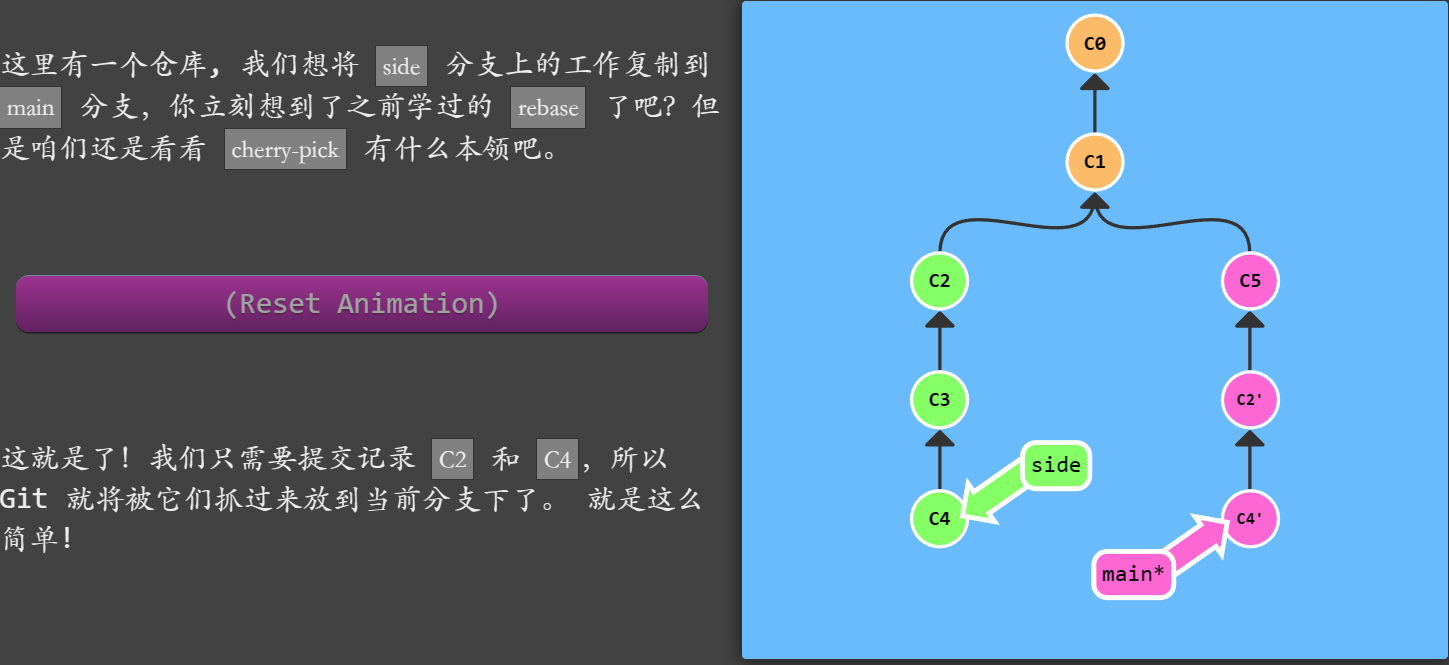 这里有一个仓库, 我们想将 side 分支上的工作复制到
main 分支，你立刻想到了之前学过的 rebase 了吧？但
是咱们还是看看 cherry-pick 有什么本领吧。
(Reset Animation)
这就是了！我们只需要提交记录 C2 和 C4，所以
Git 就将被它们抓过来放到当前分支下了。 就是这么
简单！
C0
C1
C2
C5
C3
C2'
side
C4
C4'
main*